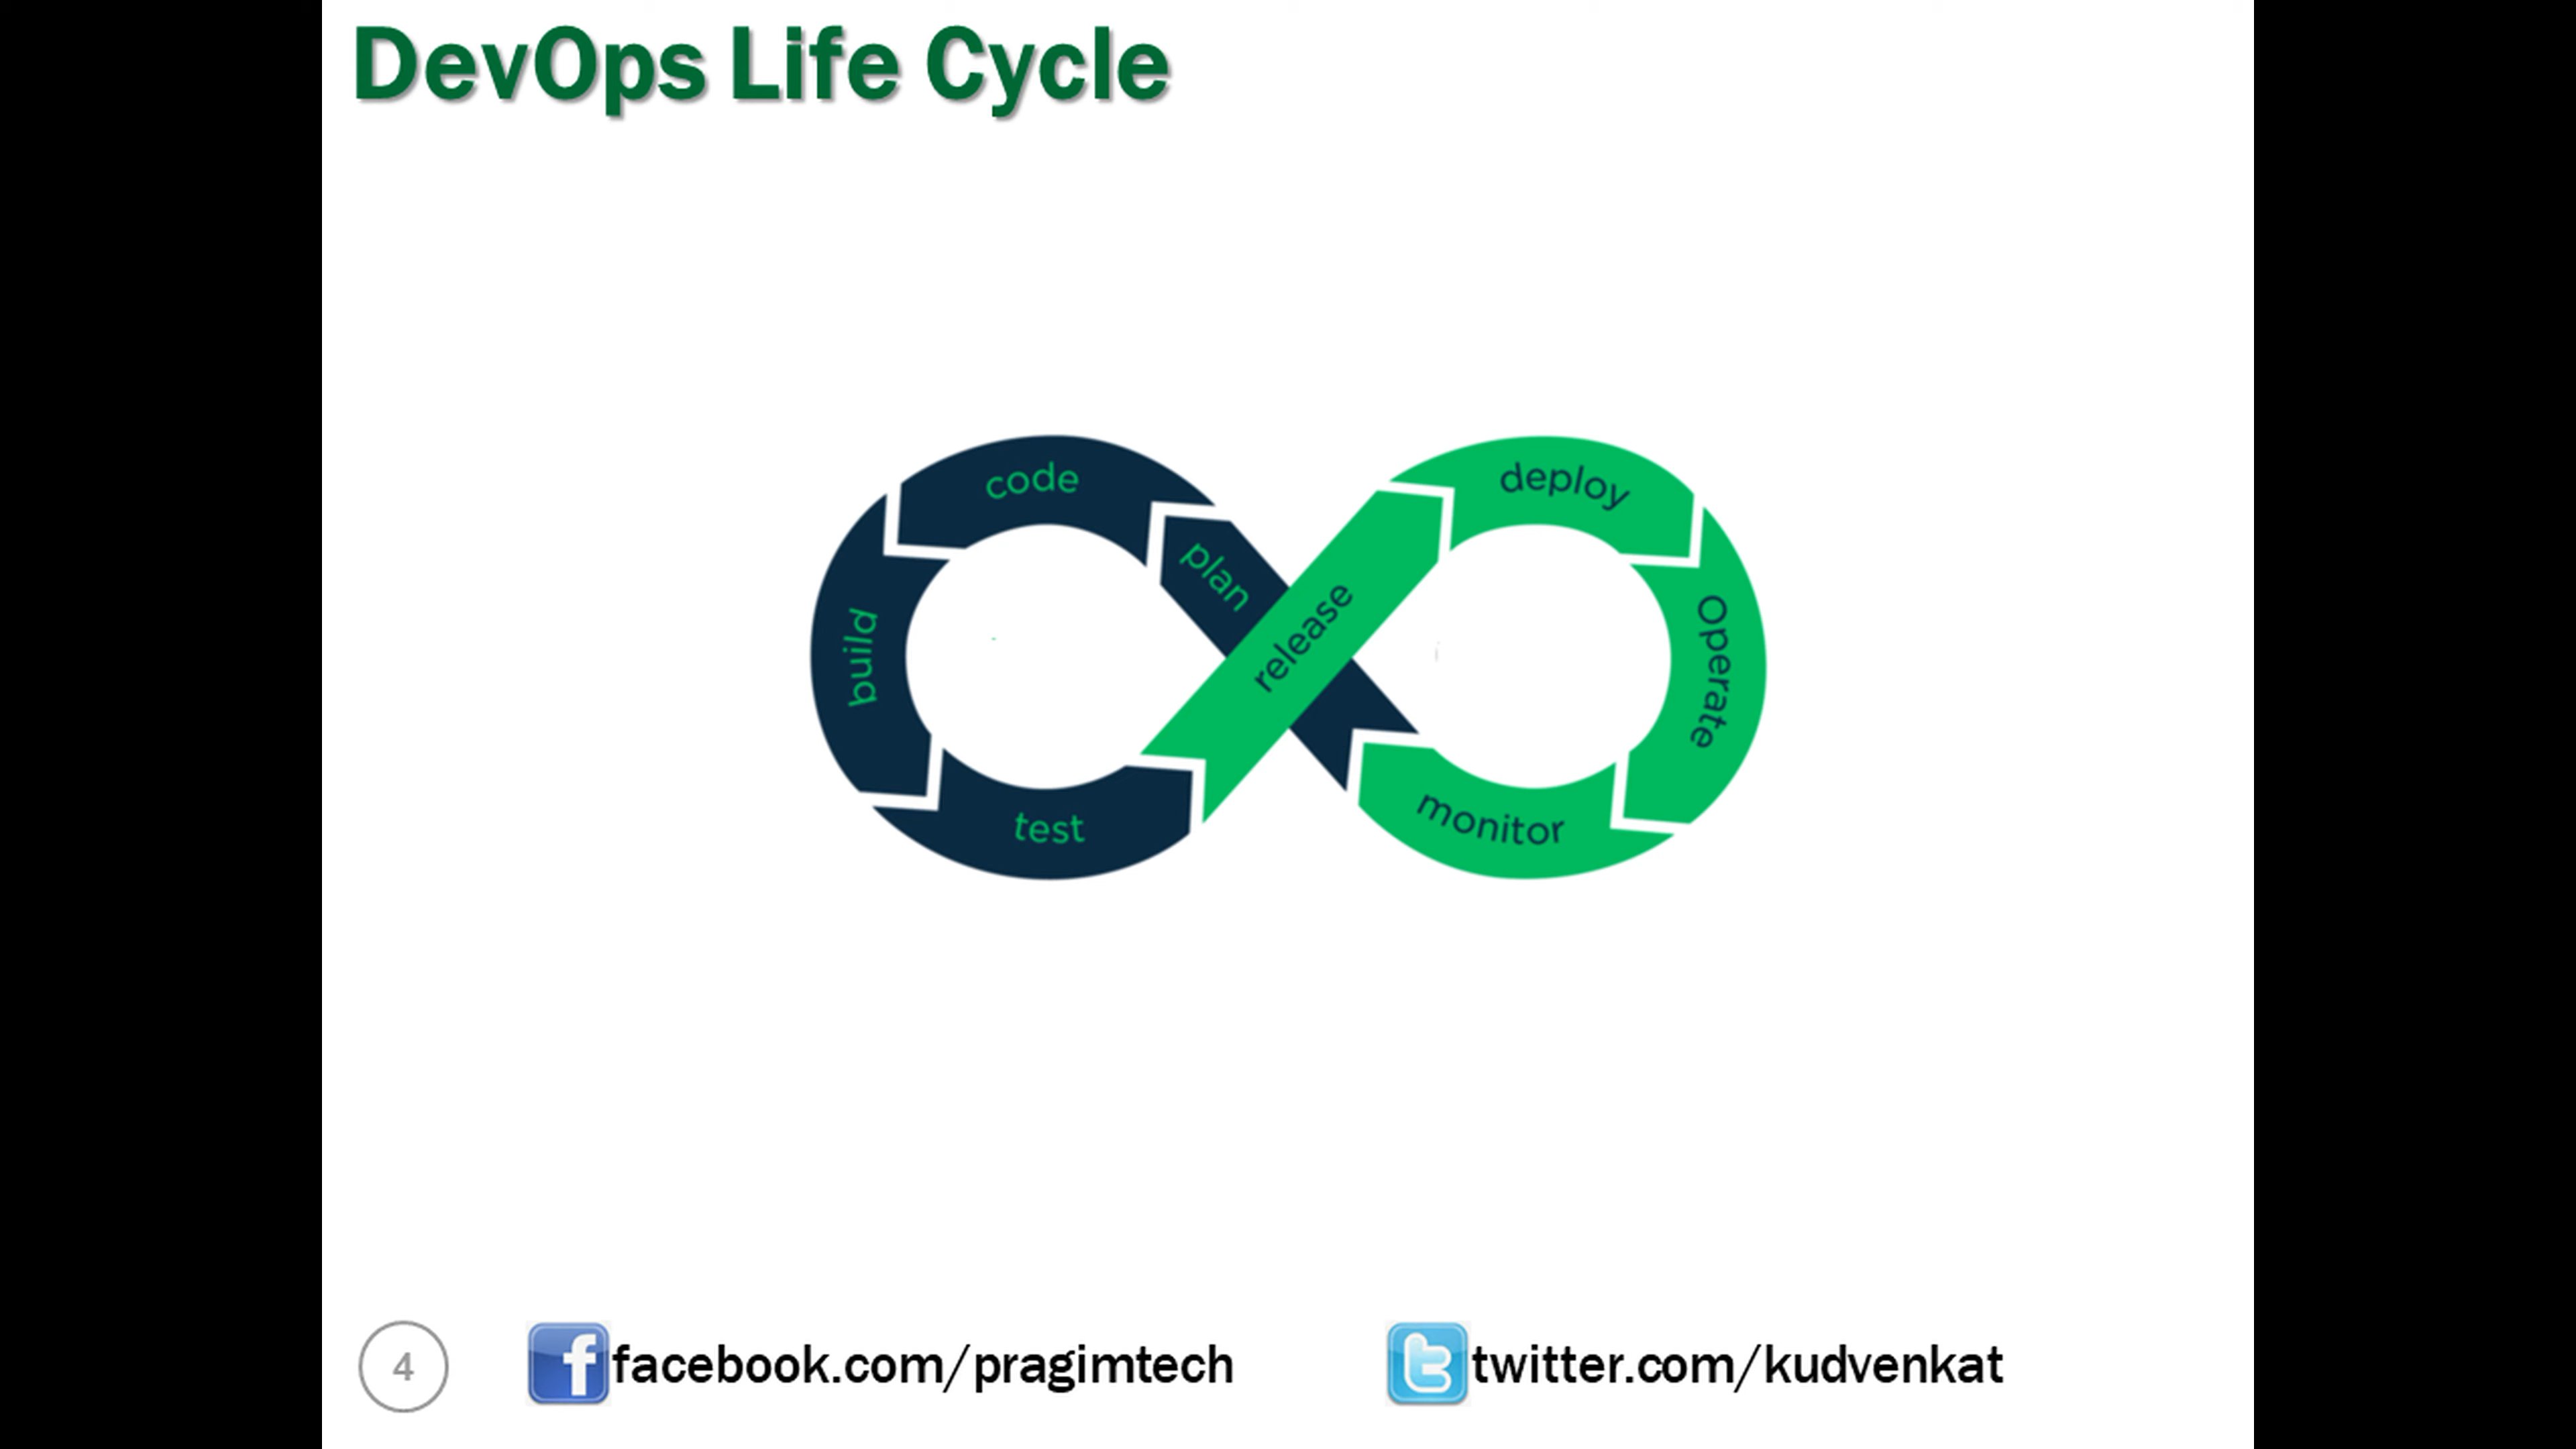 DevOps Life Cycle
code
deploy
plan
release
build
Operate
test
monitor
4
facebook.com/pragimtech
twitter.com/kudvenkat